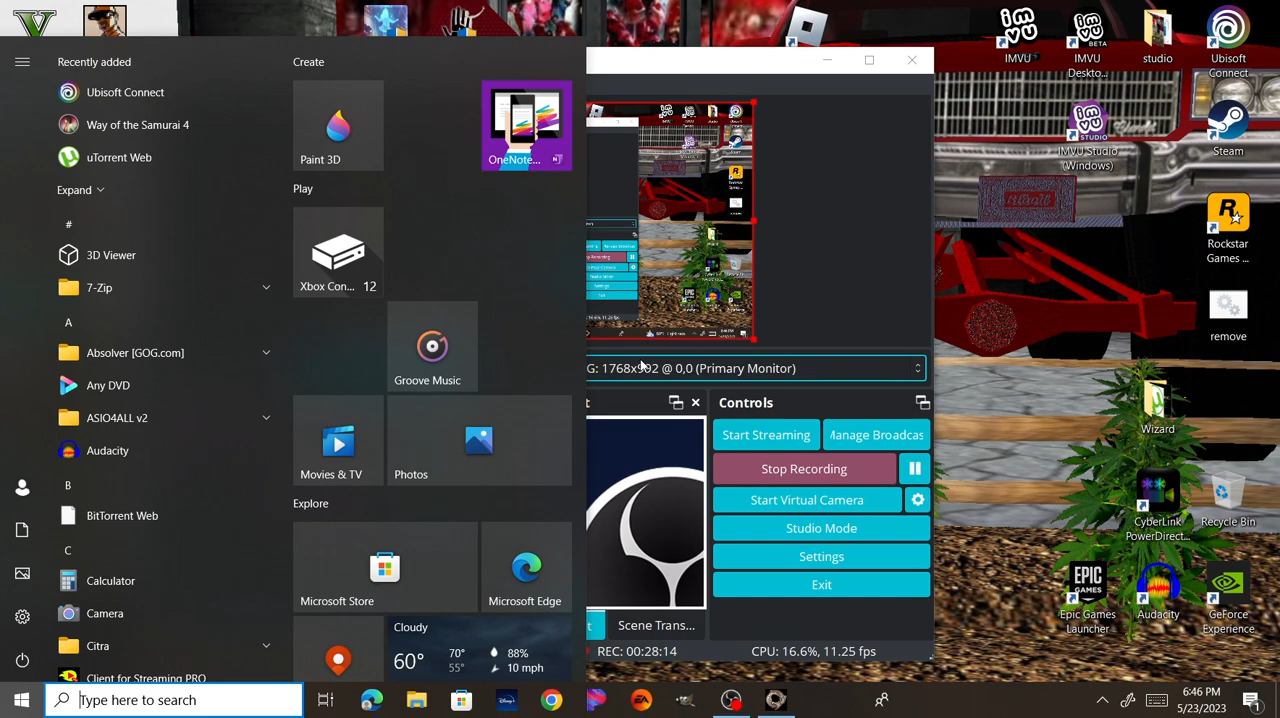 Recently added
Ubisoft Connect
Way of the Samurai 4
uTorrent Web
Expand
#
3D Viewer
7-Zip
A
Absolver [GOG.com]
Any DVD
ASIO4ALL v2
Audacity
B
BitTorrent Web
C
Calculator
Camera
Citra
Client for Streaming PRO
Create
Paint 3D
OneNote...
Play
Xbox Con... 12
Groove Music
Movies & TV
Photos
Explore
Microsoft Store
Microsoft Edge
Cloudy
60° 70° 55° 88% 10 mph
G: 1768x992 @ 0,0 (Primary Monitor)
Controls
Start Streaming
Manage Broadcas
Stop Recording
Start Virtual Camera
Studio Mode
Settings
Exit
Scene Trans...
REC: 00:28:14
CPU: 16.6%, 11.25 fps
IMVU
IMVU
Deskto...
studio
Ubisoft
Connect
IMVU Studio
(Windows)
Steam
Rockstar
Games ...
remove
Wizard
CyberLink
PowerDirect...
Recycle Bin
Epic Games
Launcher
Audacity
GeForce
Experience
Type here to search
6:46 PM
5/23/2023